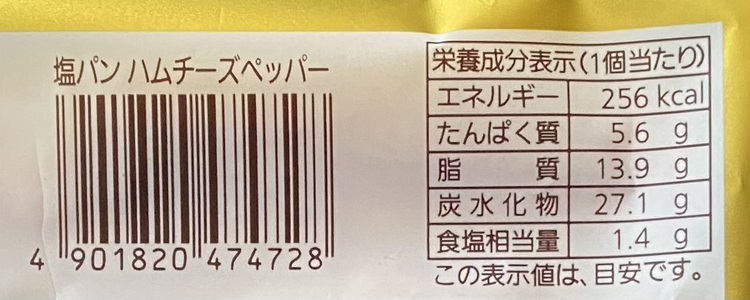 塩パン ハムチーズペッパー
4 901820 474728
栄養成分表示(1個当たり)
エネルギー 256 kcal
たんぱく質 5.6 g
脂質 13.9 g
炭水化物 27.1 g
食塩相当量 1.4 g
この表示値は、目安です。